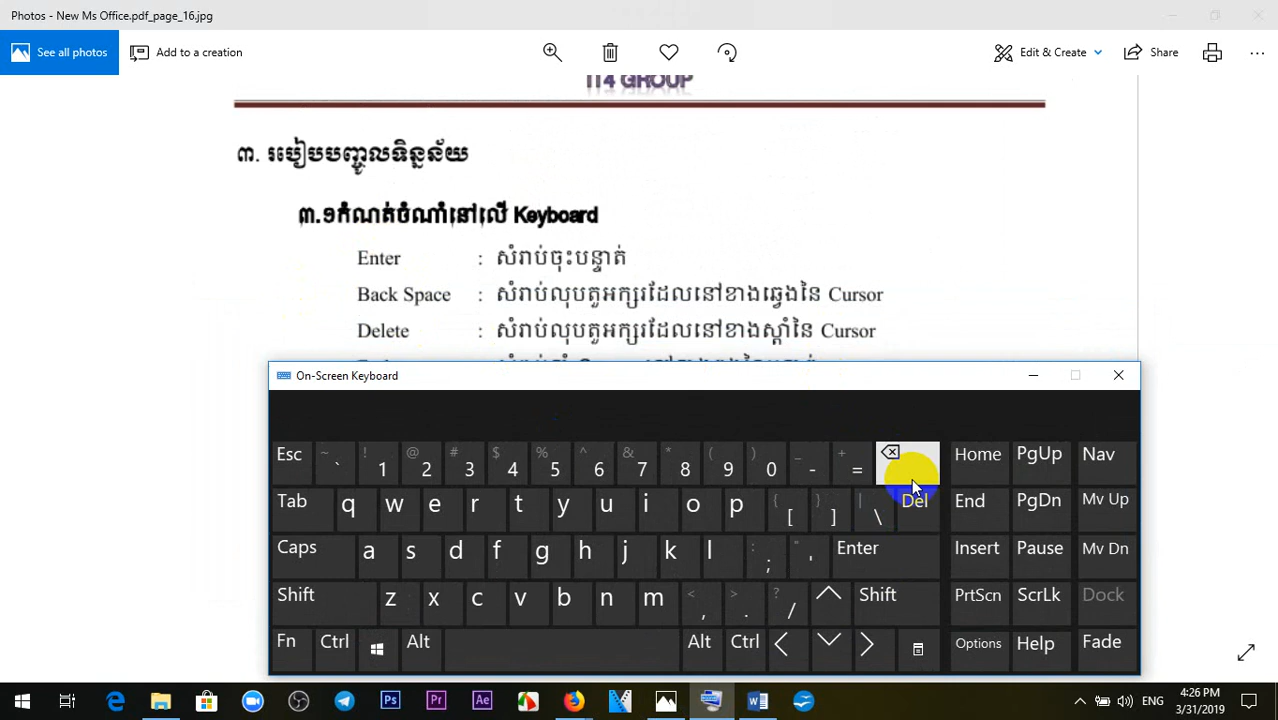 Photos - New Ms Office.pdf_page_16.jpg
See all photos
Add to a creation
Edit & Create
Share
IT4 GROUP
៣. របៀបបញ្ចូលទិន្នន័យ
៣.១កំណត់ចំណាំនៅលើ Keyboard
Enter : សំរាប់ចុះបន្ទាត់
Back Space : សំរាប់លុបតួអក្សរដែលនៅខាងឆ្វេងនៃ Cursor
Delete : សំរាប់លុបតួអក្សរដែលនៅខាងស្តាំនៃ Cursor
On-Screen Keyboard
Esc ~ ` ! 1 @ 2 # 3 $ 4 % 5 ^ 6 & 7 * 8 ( 9 ) 0 _ - + = Home PgUp Nav
Tab q w e r t y u i o p { [ } ] | \ Del End PgDn Mv Up
Caps a s d f g h j k l : ; " ' Enter Insert Pause Mv Dn
Shift z x c v b n m < , > . ? / Shift PrtScn ScrLk Dock
Fn Ctrl Alt Alt Ctrl Options Help Fade
ENG
4:26 PM
3/31/2019